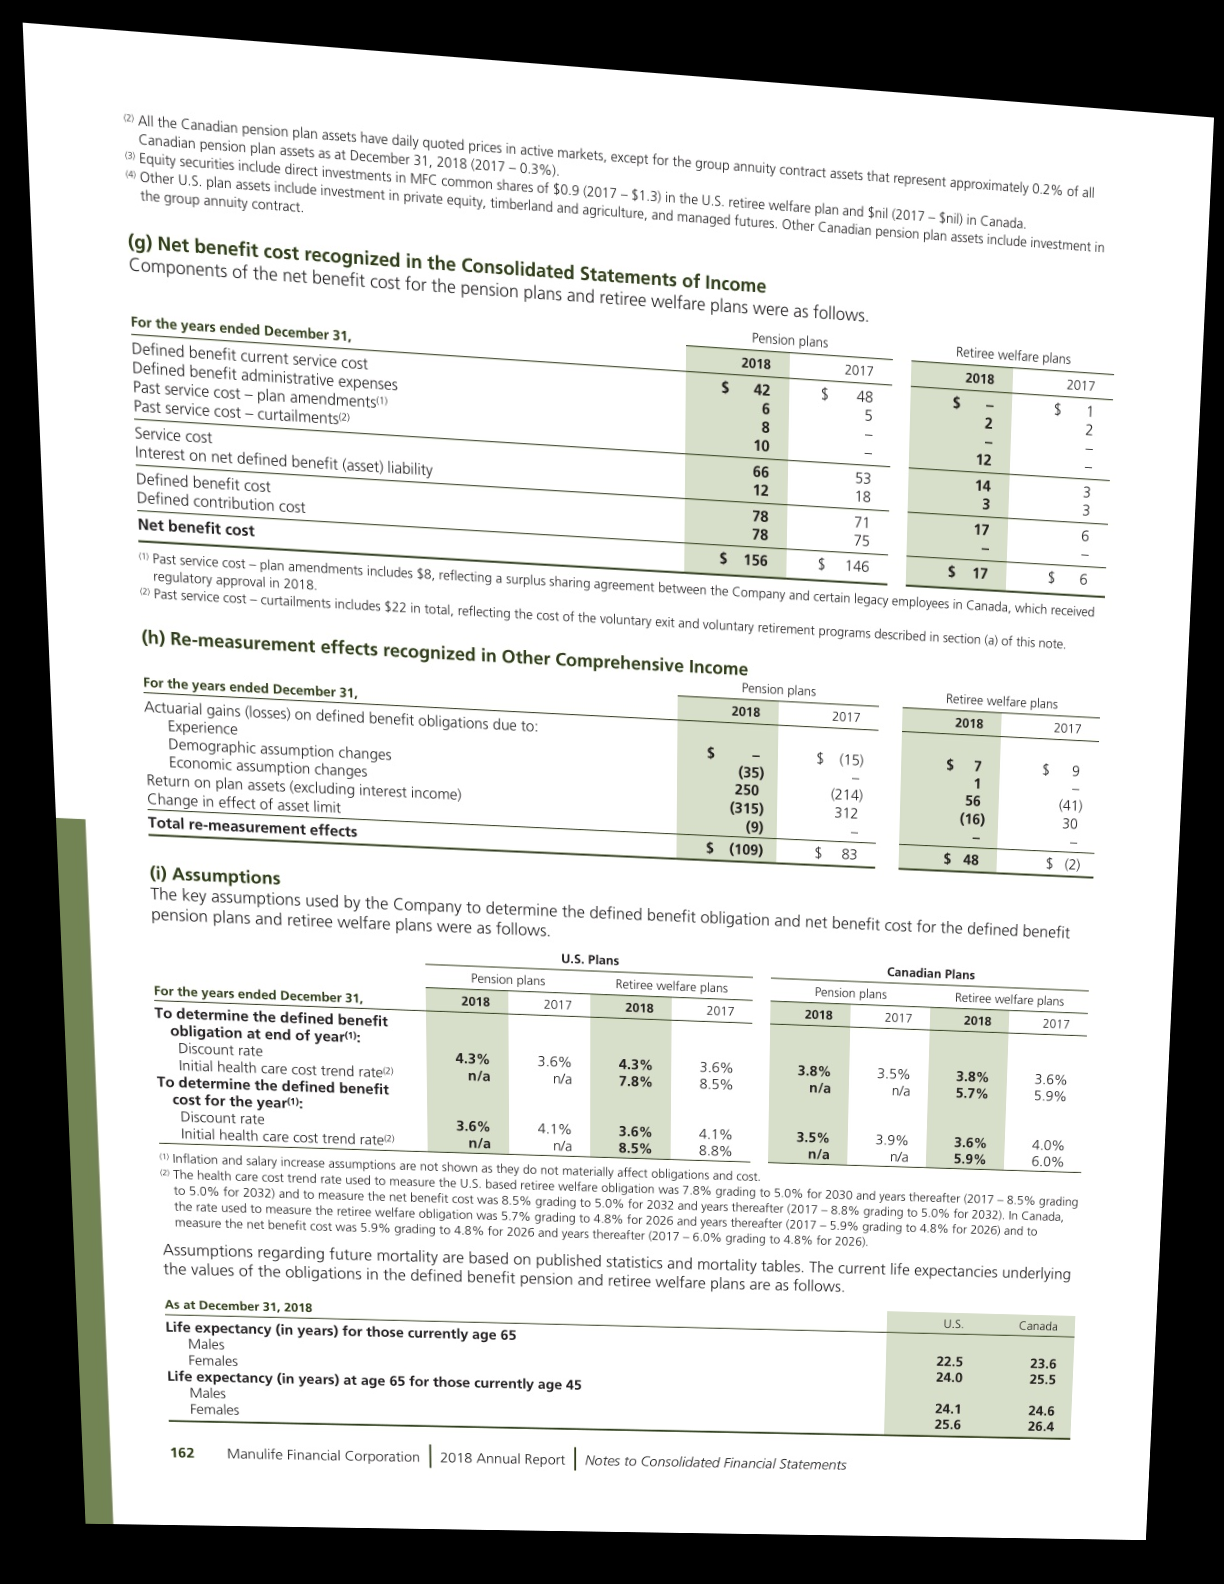 (2) All the Canadian pension plan assets have daily quoted prices in active markets, except for the group annuity contract assets that represent approximately 0.2% of all
Canadian pension plan assets as at December 31, 2018 (2017 – 0.3%).
(3) Equity securities include direct investments in MFC common shares of $0.9 (2017 – $1.3) in the U.S. retiree welfare plan and $nil (2017 – $nil) in Canada.
(4) Other U.S. plan assets include investment in private equity, timberland and agriculture, and managed futures. Other Canadian pension plan assets include investment in
the group annuity contract.
(g) Net benefit cost recognized in the Consolidated Statements of Income
Components of the net benefit cost for the pension plans and retiree welfare plans were as follows.
Pension plans Retiree welfare plans
For the years ended December 31, 2018 2017 2018 2017
Defined benefit current service cost $ 42 $ 48 $ – $ 1
Defined benefit administrative expenses 6 5 2 2
Past service cost – plan amendments(1) 8 – – –
Past service cost – curtailments(2) 10 – 12 –
Service cost 66 53 14 3
Interest on net defined benefit (asset) liability 12 18 3 3
Defined benefit cost 78 71 17 6
Defined contribution cost 78 75 – –
Net benefit cost $ 156 $ 146 $ 17 $ 6
(1) Past service cost – plan amendments includes $8, reflecting a surplus sharing agreement between the Company and certain legacy employees in Canada, which received
regulatory approval in 2018.
(2) Past service cost – curtailments includes $22 in total, reflecting the cost of the voluntary exit and voluntary retirement programs described in section (a) of this note.
(h) Re-measurement effects recognized in Other Comprehensive Income
Pension plans Retiree welfare plans
For the years ended December 31, 2018 2017 2018 2017
Actuarial gains (losses) on defined benefit obligations due to:
Experience $ – $ (15) $ 7 $ 9
Demographic assumption changes (35) – 1 –
Economic assumption changes 250 (214) 56 (41)
Return on plan assets (excluding interest income) (315) 312 (16) 30
Change in effect of asset limit (9) – – –
Total re-measurement effects $ (109) $ 83 $ 48 $ (2)
(i) Assumptions
The key assumptions used by the Company to determine the defined benefit obligation and net benefit cost for the defined benefit
pension plans and retiree welfare plans were as follows.
U.S. Plans Canadian Plans
Pension plans Retiree welfare plans Pension plans Retiree welfare plans
For the years ended December 31, 2018 2017 2018 2017 2018 2017 2018 2017
To determine the defined benefit
obligation at end of year(1):
Discount rate 4.3% 3.6% 4.3% 3.6% 3.8% 3.5% 3.8% 3.6%
Initial health care cost trend rate(2) n/a n/a 7.8% 8.5% n/a n/a 5.7% 5.9%
To determine the defined benefit
cost for the year(1):
Discount rate 3.6% 4.1% 3.6% 4.1% 3.5% 3.9% 3.6% 4.0%
Initial health care cost trend rate(2) n/a n/a 8.5% 8.8% n/a n/a 5.9% 6.0%
(1) Inflation and salary increase assumptions are not shown as they do not materially affect obligations and cost.
(2) The health care cost trend rate used to measure the U.S. based retiree welfare obligation was 7.8% grading to 5.0% for 2030 and years thereafter (2017 – 8.5% grading
to 5.0% for 2032) and to measure the net benefit cost was 8.5% grading to 5.0% for 2032 and years thereafter (2017 – 8.8% grading to 5.0% for 2032). In Canada,
the rate used to measure the retiree welfare obligation was 5.7% grading to 4.8% for 2026 and years thereafter (2017 – 5.9% grading to 4.8% for 2026) and to
measure the net benefit cost was 5.9% grading to 4.8% for 2026 and years thereafter (2017 – 6.0% grading to 4.8% for 2026).
Assumptions regarding future mortality are based on published statistics and mortality tables. The current life expectancies underlying
the values of the obligations in the defined benefit pension and retiree welfare plans are as follows.
As at December 31, 2018 U.S. Canada
Life expectancy (in years) for those currently age 65
Males 22.5 23.6
Females 24.0 25.5
Life expectancy (in years) at age 65 for those currently age 45
Males 24.1 24.6
Females 25.6 26.4
162 Manulife Financial Corporation | 2018 Annual Report | Notes to Consolidated Financial Statements